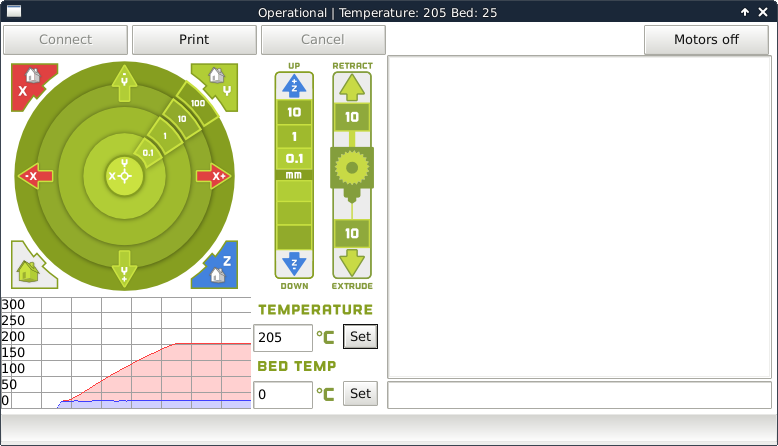 Operational | Temperature: 205 Bed: 25
Connect
Print
Cancel
Motors off
X
-Y
Y
100
10
1
0.1
Y
X
-X
X+
Y
+
Z
UP
+Z
10
1
0.1
mm
-Z
DOWN
RETRACT
10
10
EXTRUDE
300
250
200
150
100
50
0
TEMPERATURE
205 °C Set
BED TEMP
0 °C Set